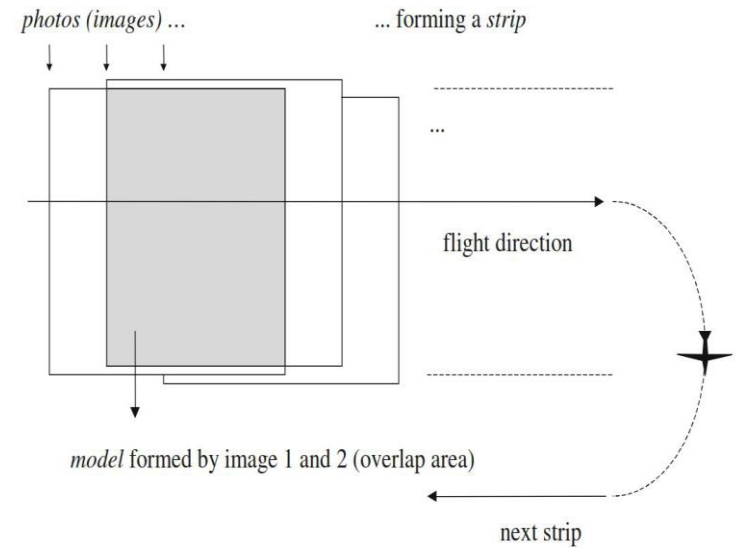 photos (images) ...
... forming a strip
...
flight direction
model formed by image 1 and 2 (overlap area)
next strip